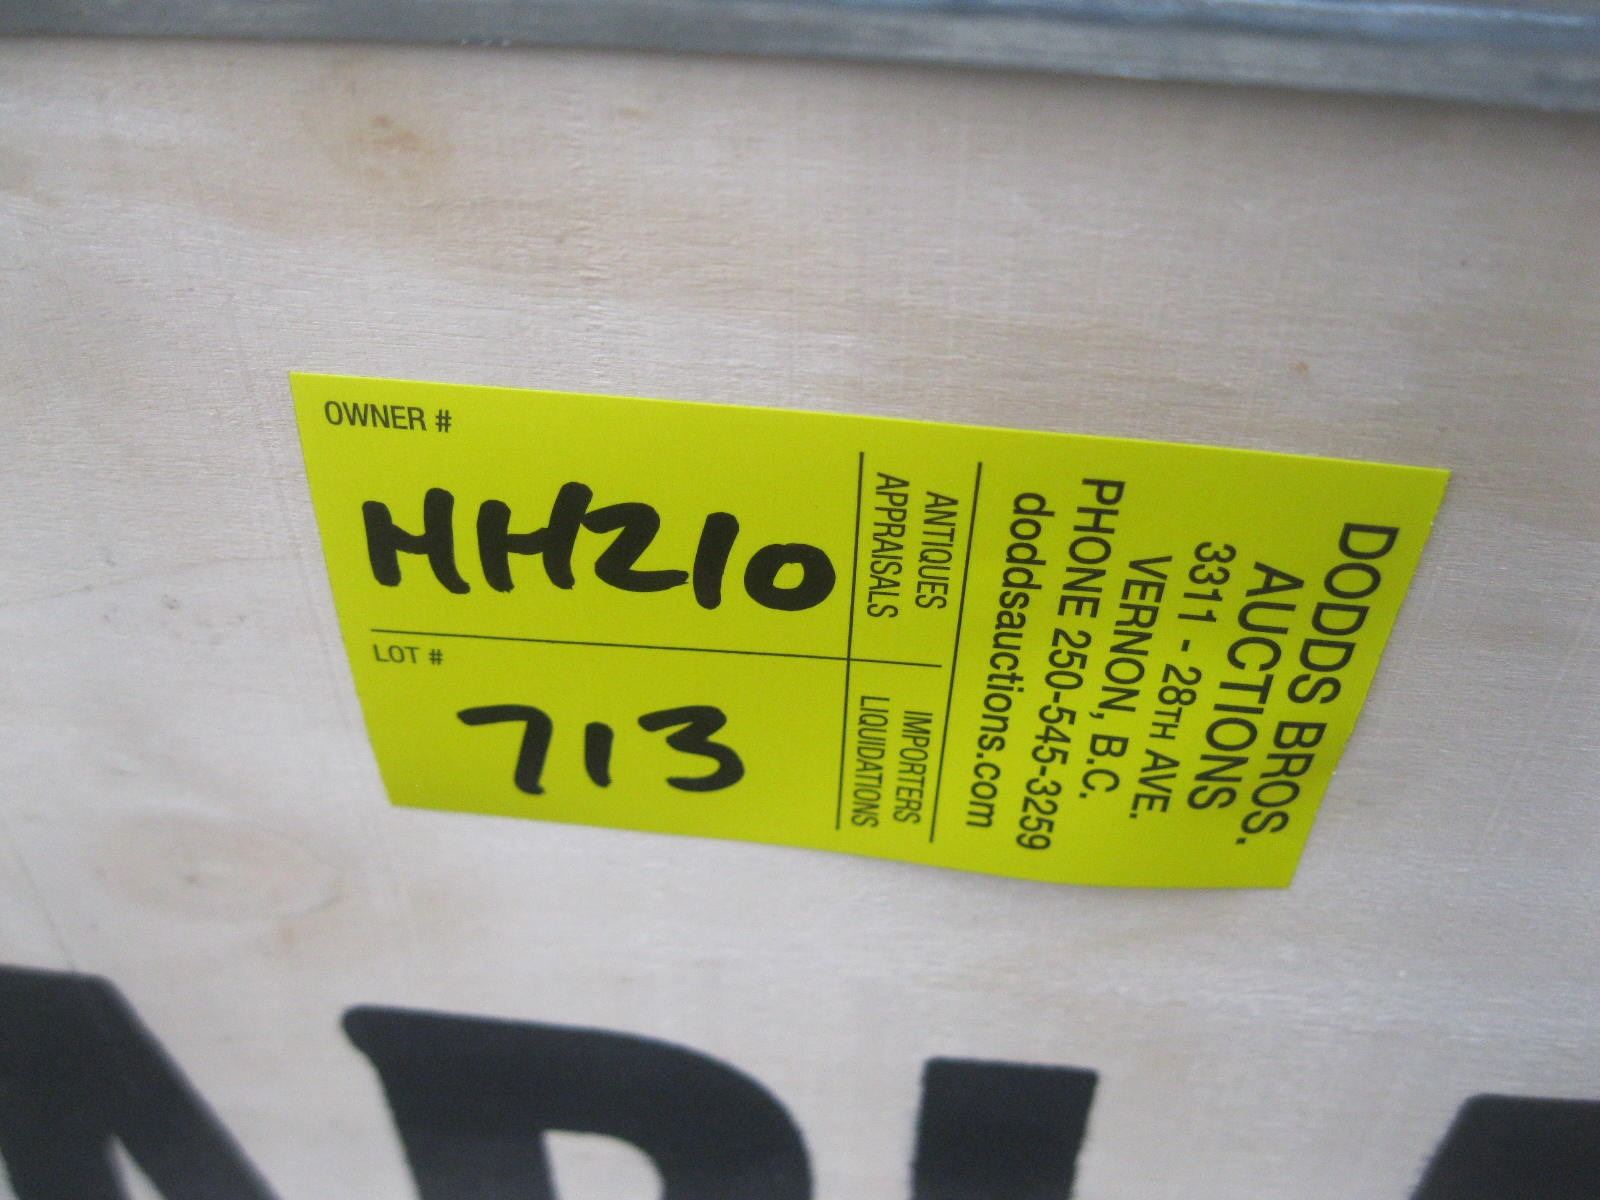 OWNER #
HH210
LOT #
713
ANTIQUES
APPRAISALS
IMPORTERS
LIQUIDATIONS
DODDS BROS.
AUCTIONS
3311 - 28TH AVE.
VERNON, B.C.
PHONE 250-545-3259
doddsauctions.com